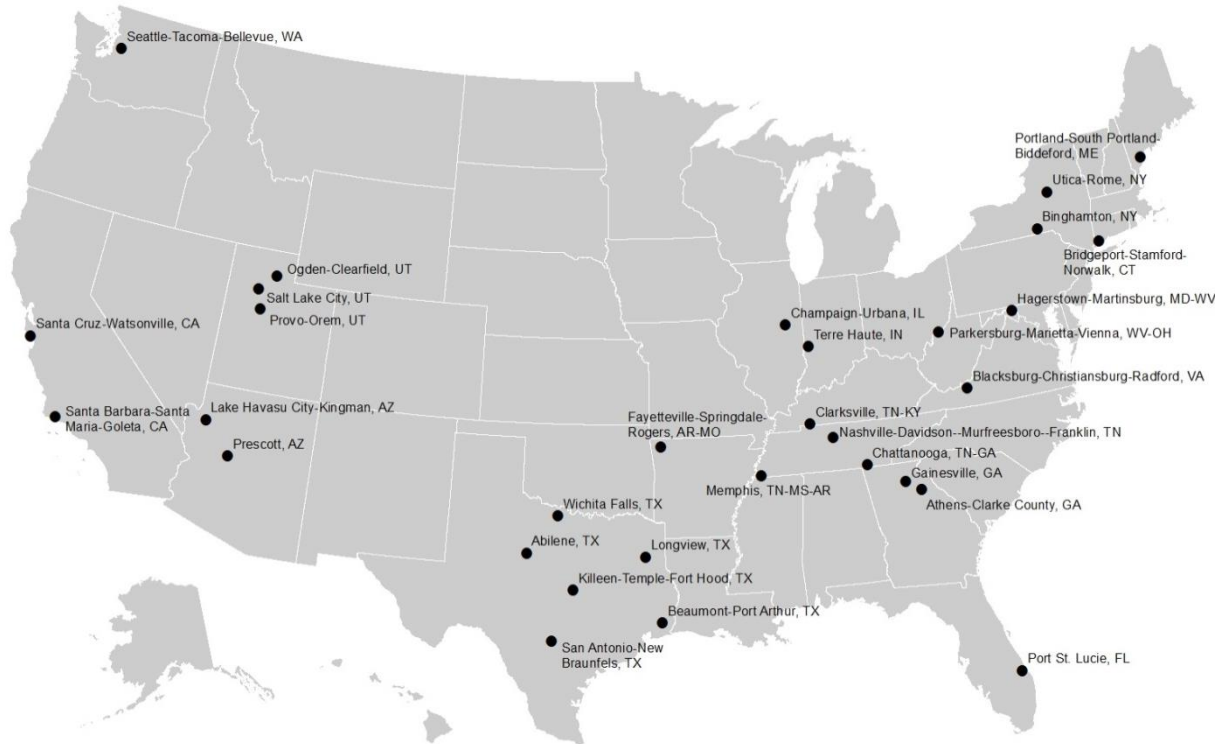 Seattle-Tacoma-Bellevue, WA
Portland-South Portland-
Biddeford, ME
Utica-Rome, NY
Binghamton, NY
Bridgeport-Stamford-
Norwalk, CT
Ogden-Clearfield, UT
Salt Lake City, UT
Provo-Orem, UT
Hagerstown-Martinsburg, MD-WV
Santa Cruz-Watsonville, CA
Champaign-Urbana, IL
Terre Haute, IN
Parkersburg-Marietta-Vienna, WV-OH
Blacksburg-Christiansburg-Radford, VA
Santa Barbara-Santa
Maria-Goleta, CA
Lake Havasu City-Kingman, AZ
Prescott, AZ
Fayetteville-Springdale-
Rogers, AR-MO
Clarksville, TN-KY
Nashville-Davidson--Murfreesboro--Franklin, TN
Chattanooga, TN-GA
Gainesville, GA
Athens-Clarke County, GA
Memphis, TN-MS-AR
Wichita Falls, TX
Abilene, TX
Longview, TX
Killeen-Temple-Fort Hood, TX
Beaumont-Port Arthur, TX
San Antonio-New
Braunfels, TX
Port St. Lucie, FL